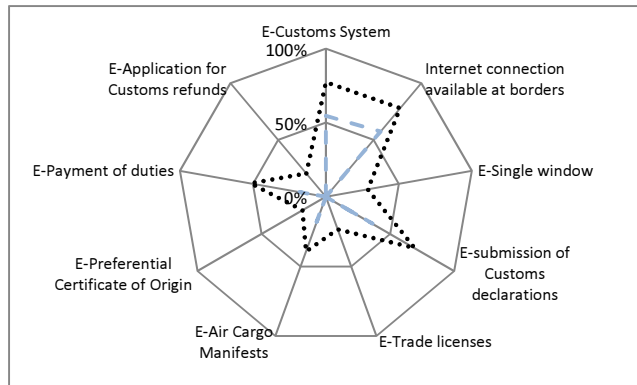 E-Customs System
100%
E-Application for
Customs refunds
Internet connection
available at borders
50%
E-Payment of duties
E-Single window
0%
E-Preferential
Certificate of Origin
E-submission of
Customs
declarations
E-Air Cargo
Manifests
E-Trade licenses